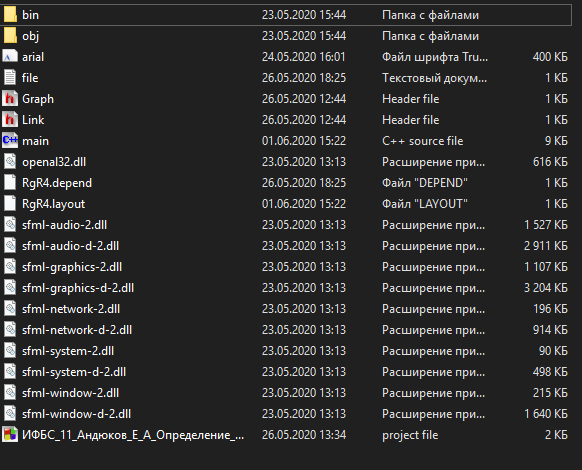 bin 23.05.2020 15:44 Папка с файлами
obj 23.05.2020 15:44 Папка с файлами
arial 24.05.2020 16:01 Файл шрифта Tru... 400 КБ
file 26.05.2020 18:25 Текстовый докум... 1 КБ
Graph 26.05.2020 12:44 Header file 1 КБ
Link 26.05.2020 12:44 Header file 1 КБ
main 01.06.2020 15:22 C++ source file 9 КБ
openal32.dll 23.05.2020 13:13 Расширение при... 616 КБ
RgR4.depend 26.05.2020 18:25 Файл "DEPEND" 1 КБ
RgR4.layout 01.06.2020 15:22 Файл "LAYOUT" 1 КБ
sfml-audio-2.dll 23.05.2020 13:13 Расширение при... 1 527 КБ
sfml-audio-d-2.dll 23.05.2020 13:13 Расширение при... 2 911 КБ
sfml-graphics-2.dll 23.05.2020 13:13 Расширение при... 1 107 КБ
sfml-graphics-d-2.dll 23.05.2020 13:13 Расширение при... 3 204 КБ
sfml-network-2.dll 23.05.2020 13:13 Расширение при... 196 КБ
sfml-network-d-2.dll 23.05.2020 13:13 Расширение при... 914 КБ
sfml-system-2.dll 23.05.2020 13:13 Расширение при... 90 КБ
sfml-system-d-2.dll 23.05.2020 13:13 Расширение при... 498 КБ
sfml-window-2.dll 23.05.2020 13:13 Расширение при... 215 КБ
sfml-window-d-2.dll 23.05.2020 13:13 Расширение при... 1 640 КБ
ИФБС_11_Андюков_Е_А_Определение_... 26.05.2020 13:34 project file 2 КБ